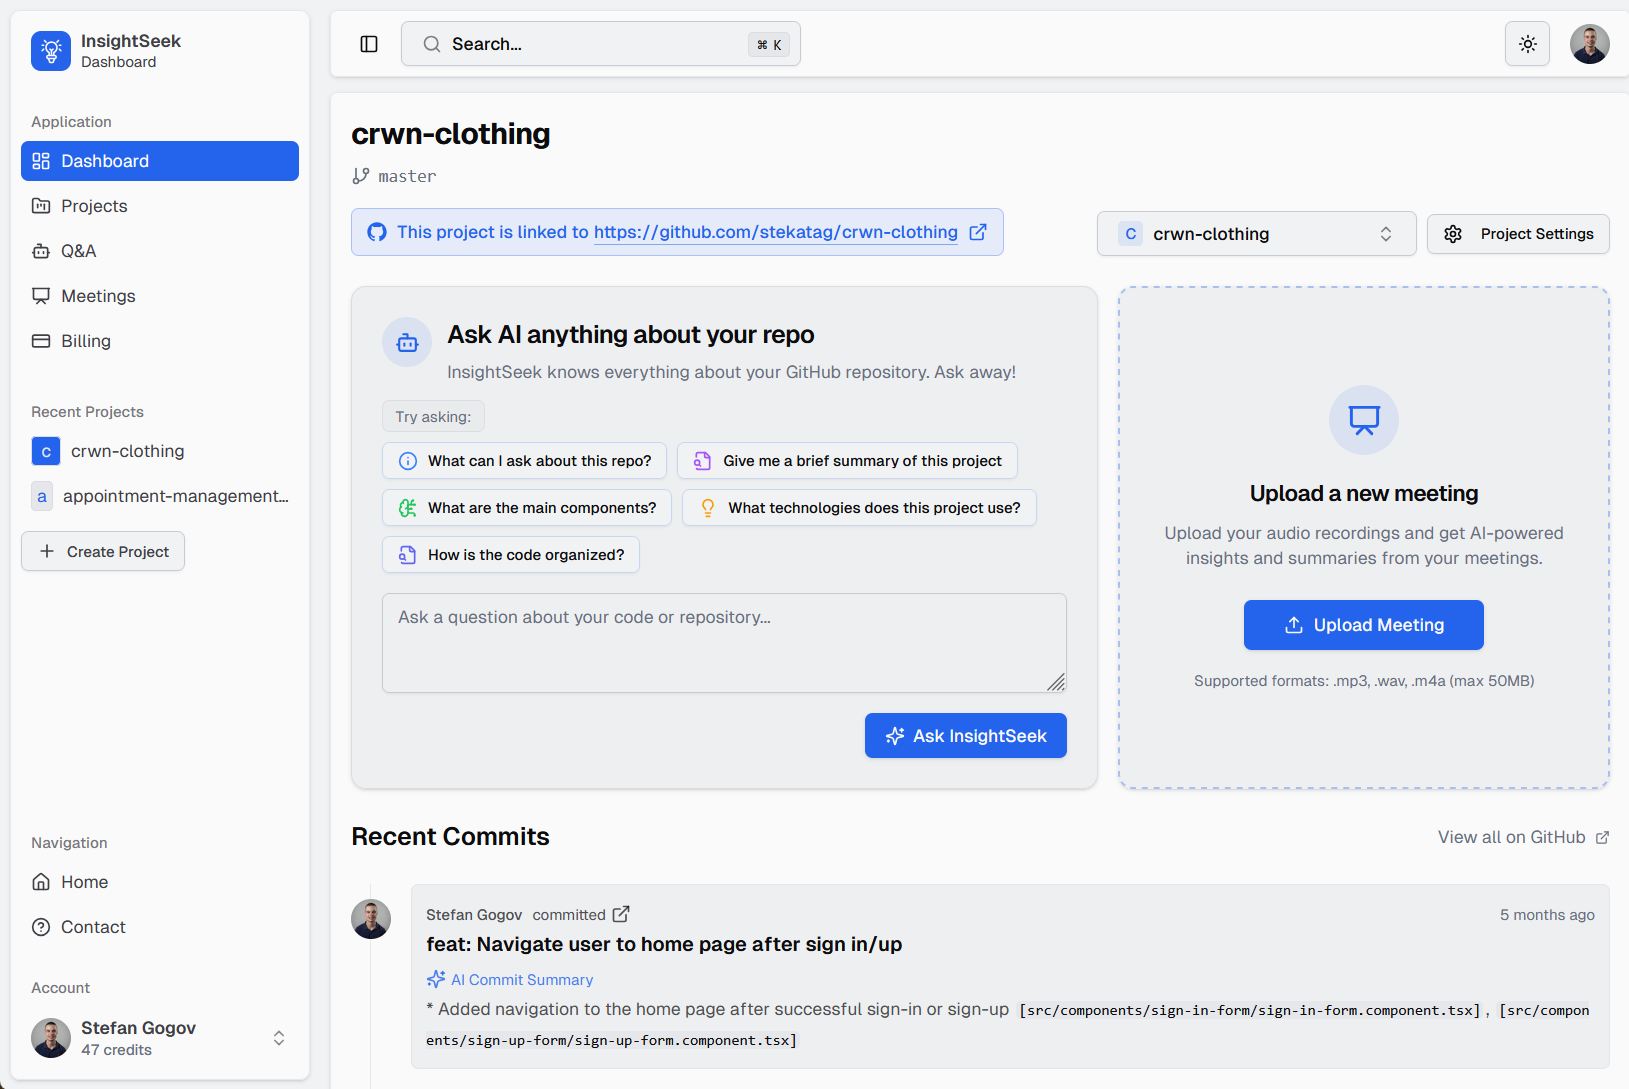 InsightSeek
Dashboard
Application
Dashboard
Projects
Q&A
Meetings
Billing
Recent Projects
c crwn-clothing
a appointment-management...
Create Project
Navigation
Home
Contact
Account
Stefan Gogov
47 credits
Search...
⌘ K
crwn-clothing
master
This project is linked to https://github.com/stekatag/crwn-clothing
C crwn-clothing
Project Settings
Ask AI anything about your repo
InsightSeek knows everything about your GitHub repository. Ask away!
Try asking:
What can I ask about this repo?
Give me a brief summary of this project
What are the main components?
What technologies does this project use?
How is the code organized?
Ask a question about your code or repository...
Ask InsightSeek
Upload a new meeting
Upload your audio recordings and get AI-powered
insights and summaries from your meetings.
Upload Meeting
Supported formats: .mp3, .wav, .m4a (max 50MB)
Recent Commits
View all on GitHub
Stefan Gogov committed
5 months ago
feat: Navigate user to home page after sign in/up
AI Commit Summary
* Added navigation to the home page after successful sign-in or sign-up [src/components/sign-in-form/sign-in-form.component.tsx], [src/compon
ents/sign-up-form/sign-up-form.component.tsx]